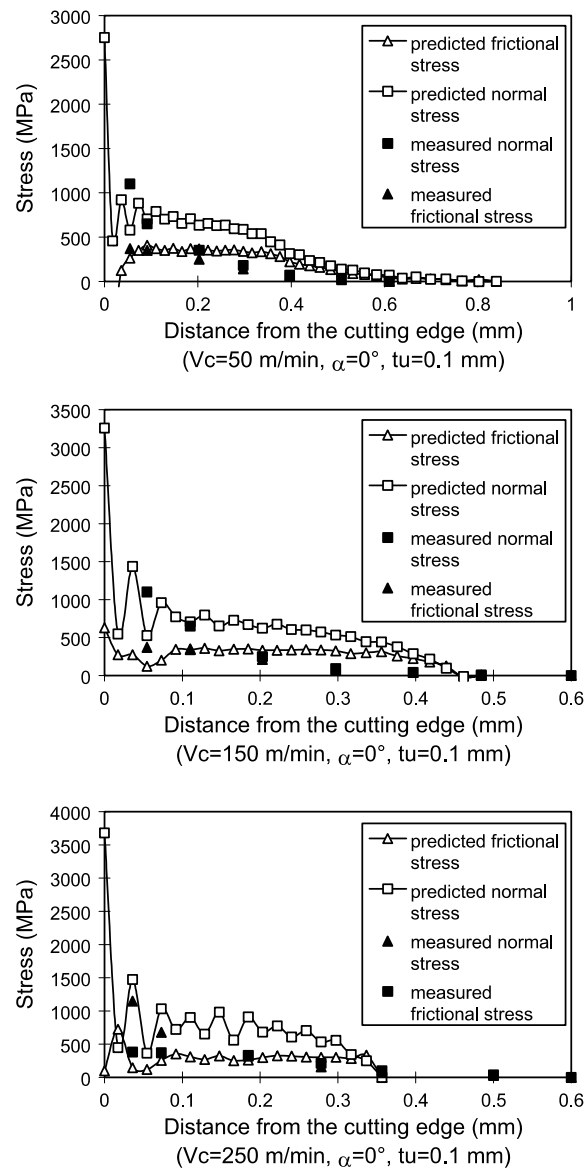 3000
2500
2000
1500
1000
500
0
Stress (MPa)
predicted frictional
stress
predicted normal
stress
measured normal
stress
measured
frictional stress
0 0.2 0.4 0.6 0.8 1
Distance from the cutting edge (mm)
(Vc=50 m/min, α=0°, tu=0.1 mm)
3500
3000
2500
2000
1500
1000
500
0
Stress (MPa)
predicted frictional
stress
predicted normal
stress
measured normal
stress
measured
frictional stress
0 0.1 0.2 0.3 0.4 0.5 0.6
Distance from the cutting edge (mm)
(Vc=150 m/min, α=0°, tu=0.1 mm)
4000
3500
3000
2500
2000
1500
1000
500
0
Stress (MPa)
predicted frictional
stress
predicted normal
stress
measured normal
stress
measured
frictional stress
0 0.1 0.2 0.3 0.4 0.5 0.6
Distance from the cutting edge (mm)
(Vc=250 m/min, α=0°, tu=0.1 mm)